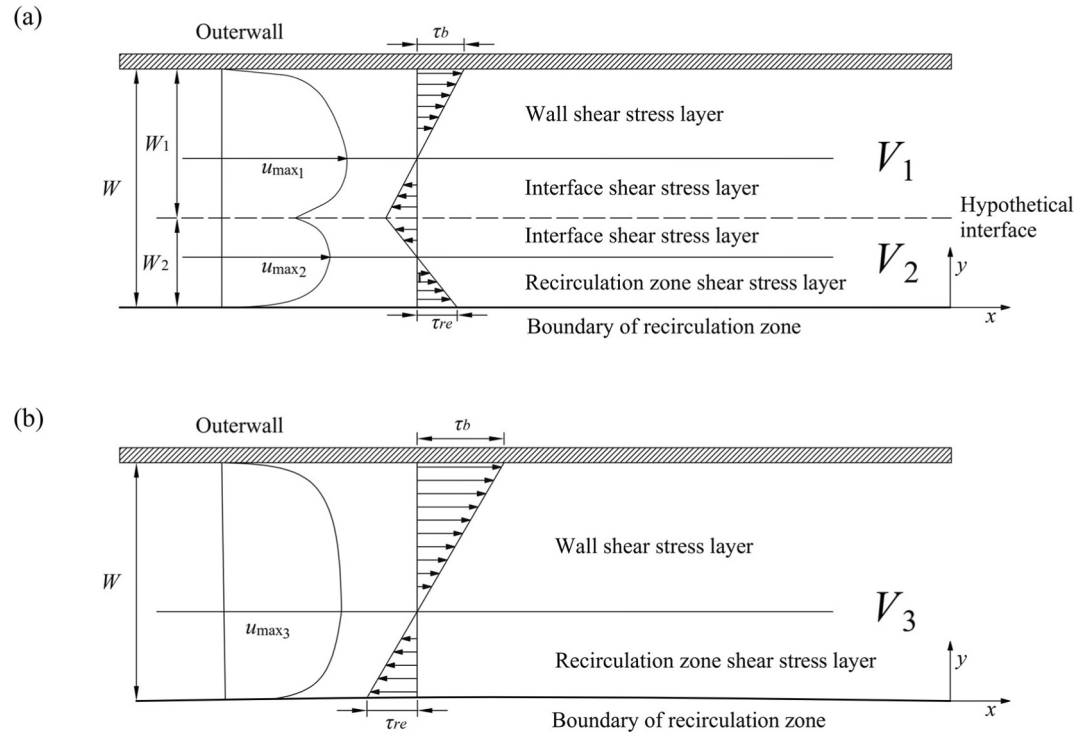 (a)
Outerwall
τb
Wall shear stress layer
W1
umax1
V1
W
Interface shear stress layer
Hypothetical
interface
Interface shear stress layer
W2
umax2
V2
y
Recirculation zone shear stress layer
x
τre
Boundary of recirculation zone
(b)
Outerwall
τb
Wall shear stress layer
W
V3
umax3
Recirculation zone shear stress layer
y
x
τre
Boundary of recirculation zone